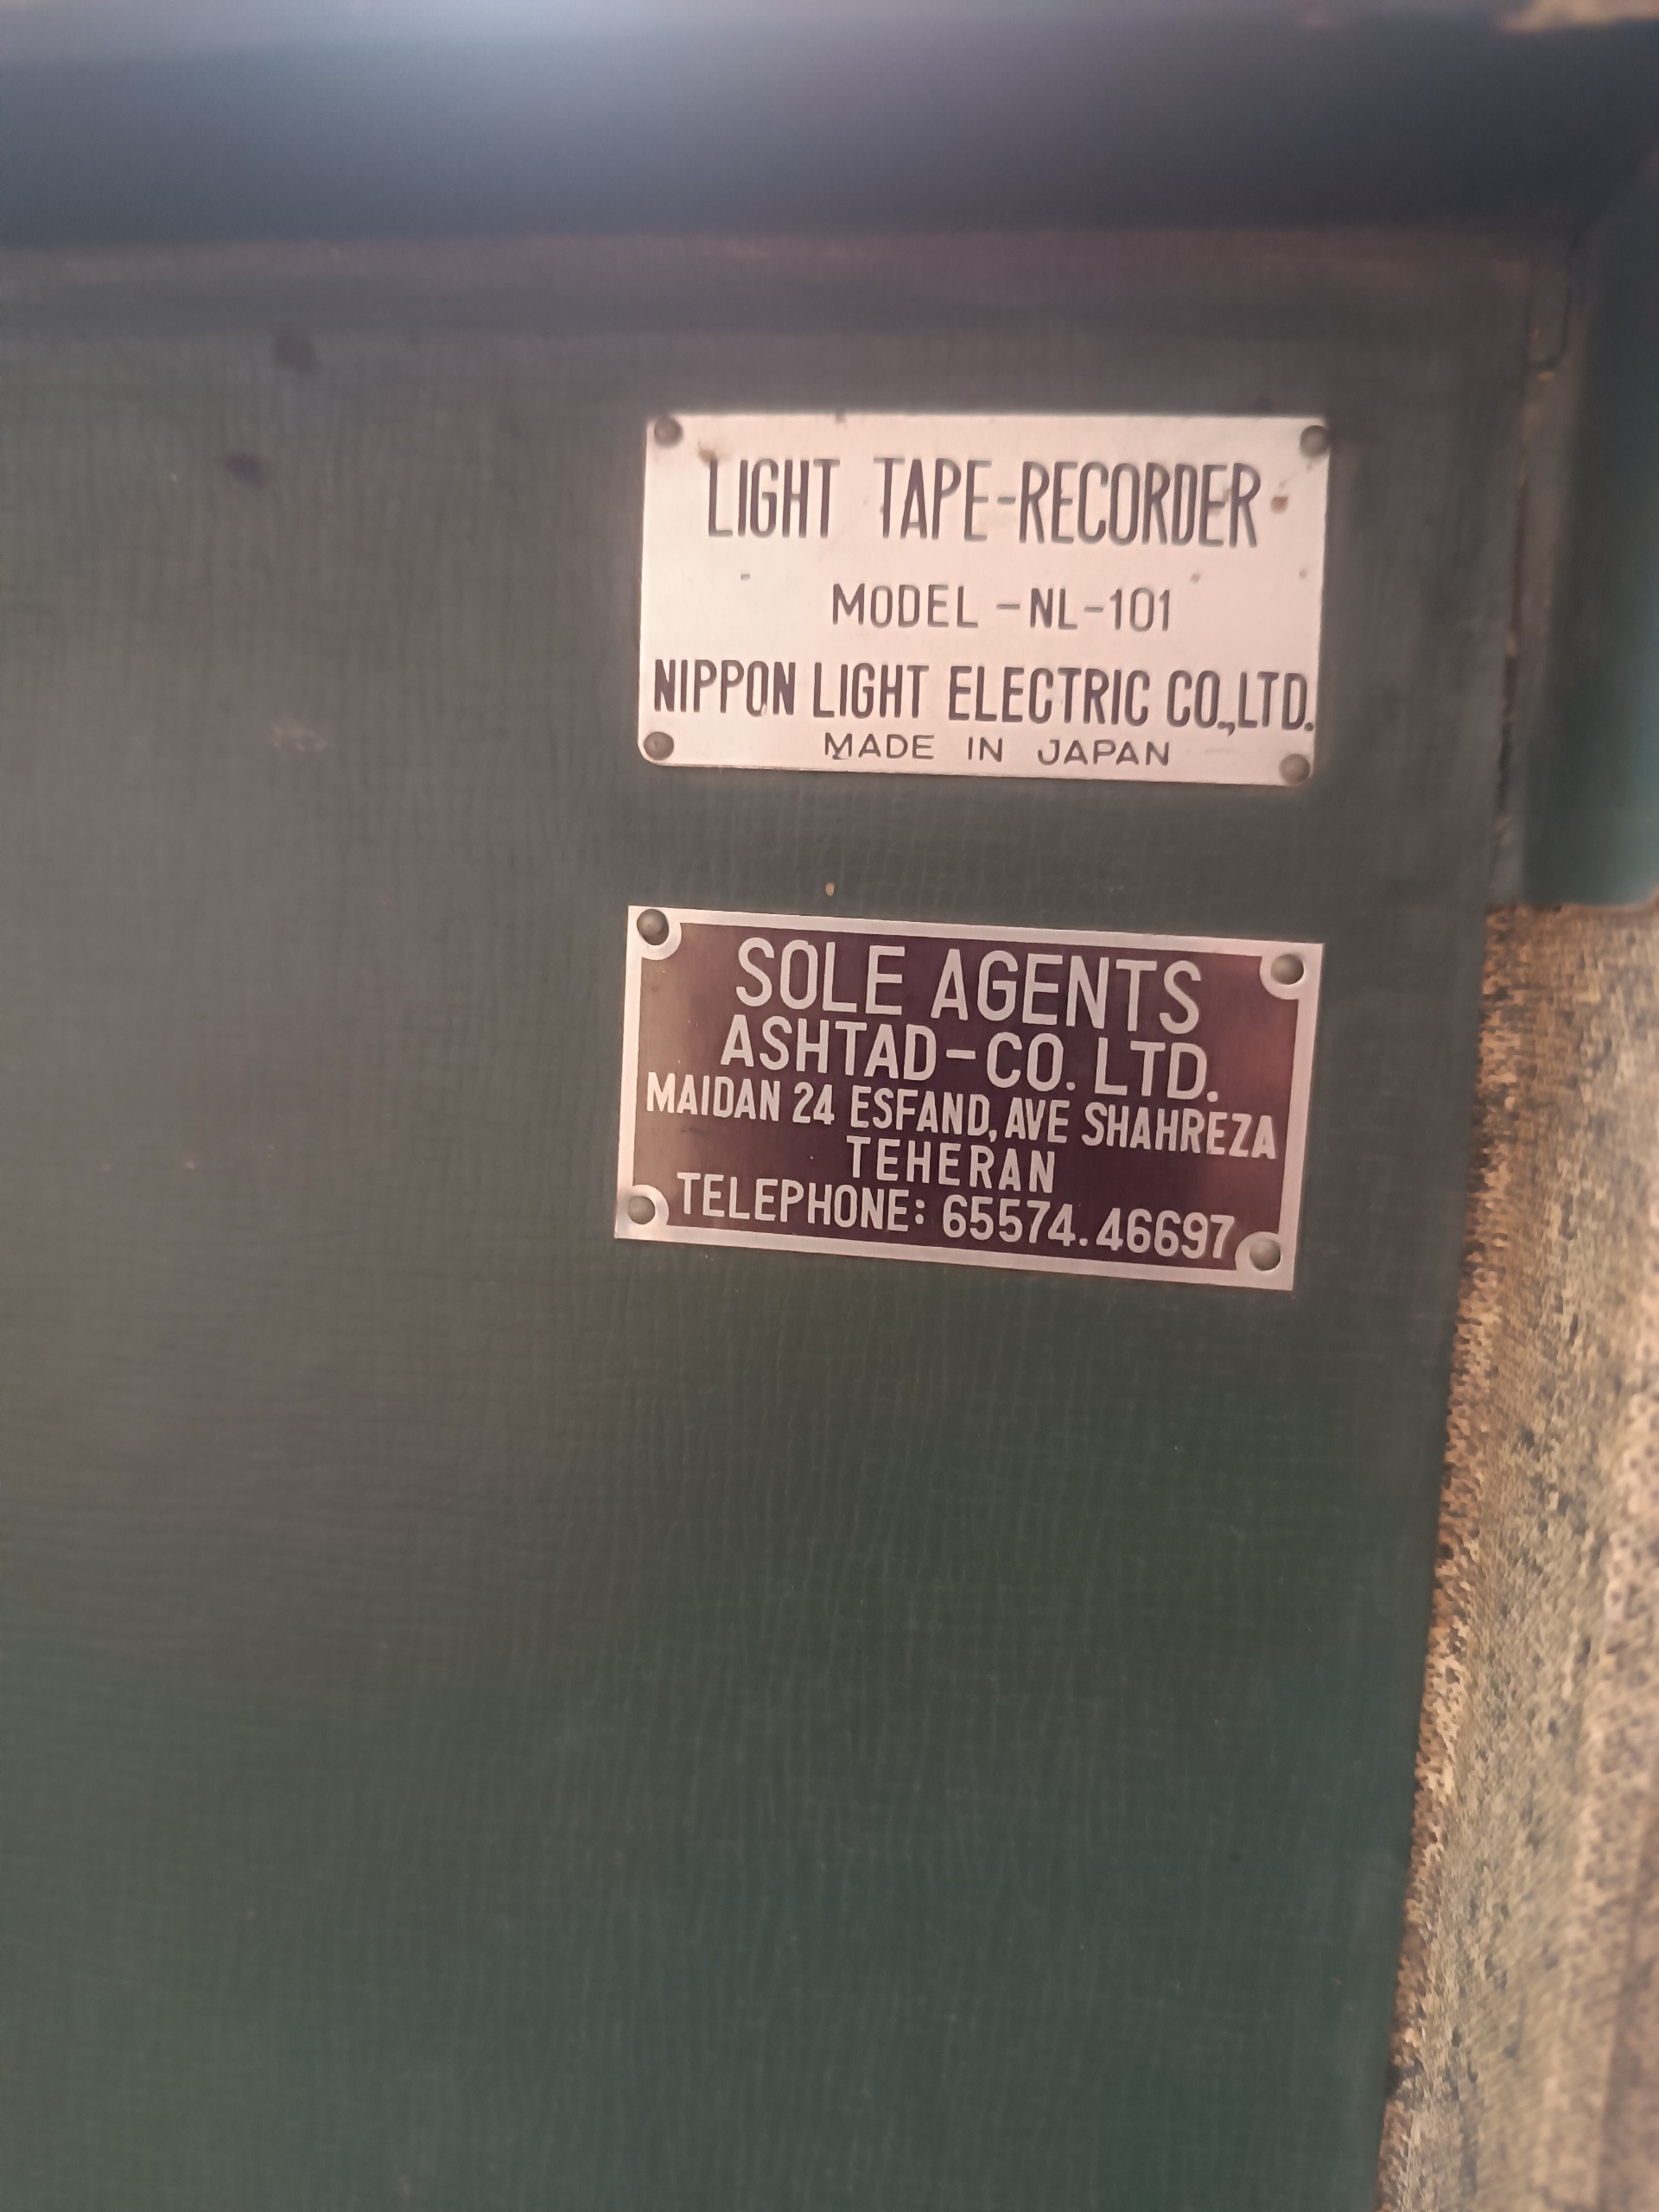 LIGHT TAPE-RECORDER
MODEL -NL-101
NIPPON LIGHT ELECTRIC CO.,LTD.
MADE IN JAPAN
SOLE AGENTS
ASHTAD-CO. LTD.
MAIDAN 24 ESFAND, AVE SHAHREZA
TEHERAN
TELEPHONE: 65574.46697